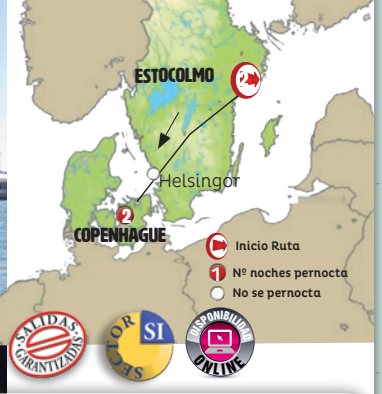 ESTOCOLMO
2
Helsingor
2
COPENHAGUE
Inicio Ruta
1 Nº noches pernocta
No se pernocta
SALIDAS
GARANTIZADAS
SECTOR SI
DISPONIBILIDAD
ONLINE